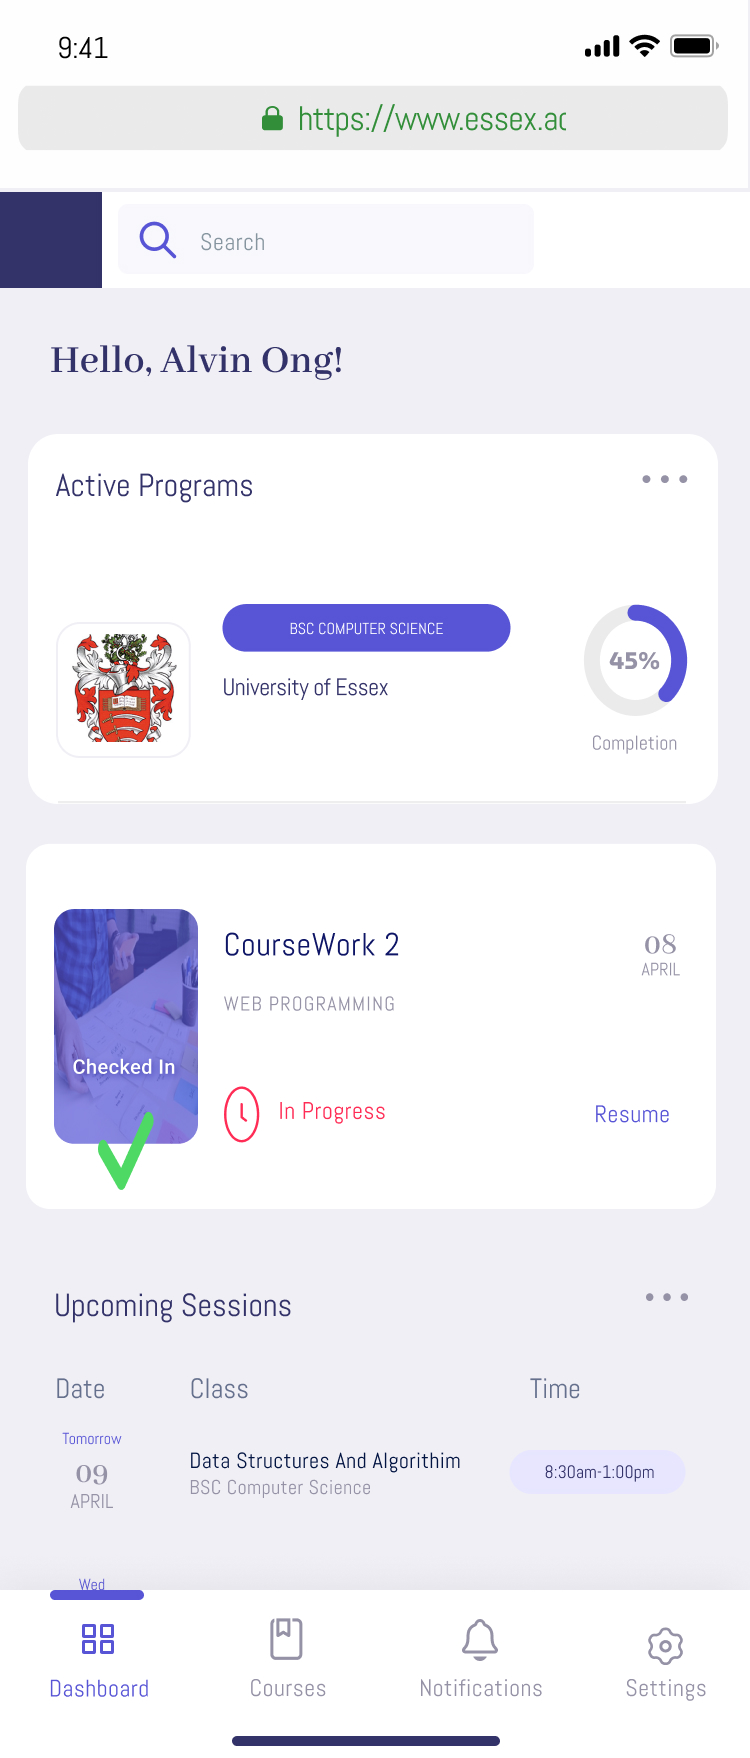 9:41
https://www.essex.ac
Search
Hello, Alvin Ong!
Active Programs
BSC COMPUTER SCIENCE
University of Essex
45%
Completion
CourseWork 2
08
APRIL
WEB PROGRAMMING
Checked In
In Progress
Resume
Upcoming Sessions
Date Class Time
Tomorrow
09
APRIL
Data Structures And Algorithim
BSC Computer Science
8:30am-1:00pm
Wed
Dashboard Courses Notifications Settings